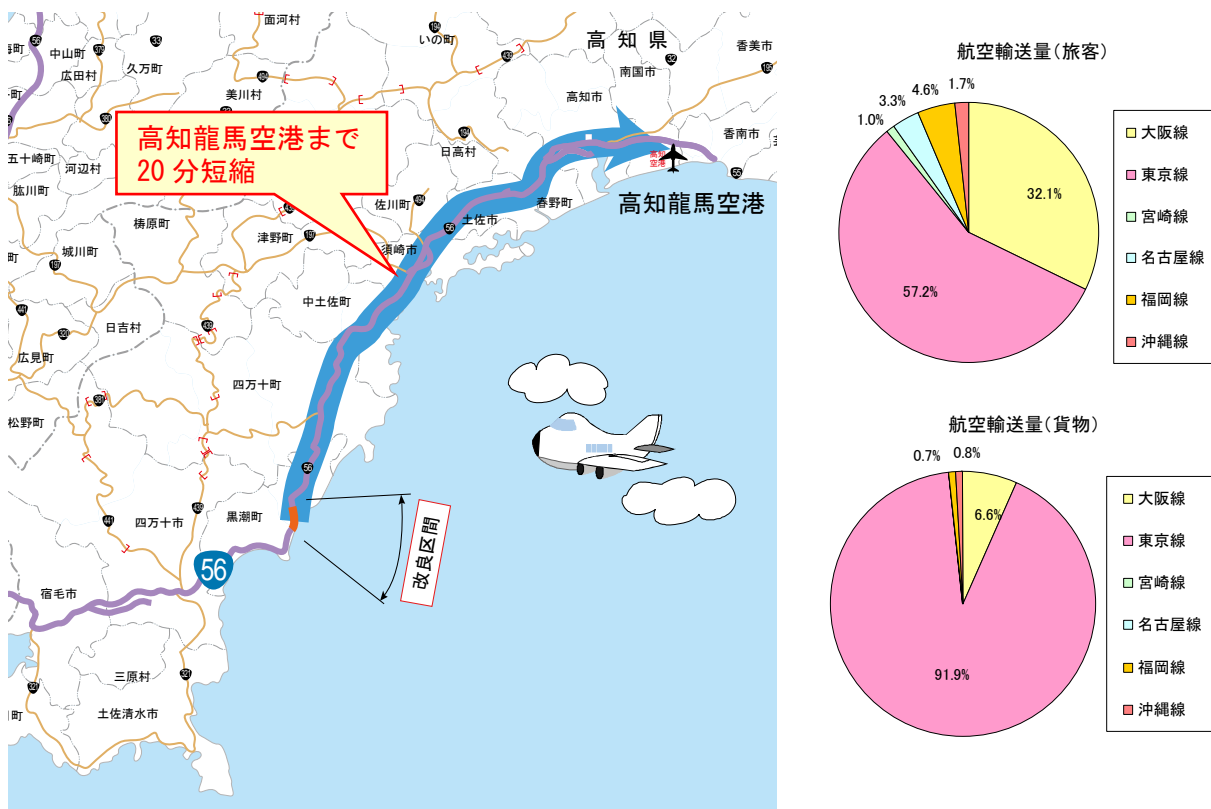 面河村
高知県
いの町
香美市
中山町
久万町
広田村
南国市
美川村
高知市
高知龍馬空港まで
20 分短縮
香南市
五十崎町
河辺村
日高村
高知
空港
肱川町
佐川町
春野町
高知龍馬空港
梼原町
津野町
土佐市
城川町
須崎市
中土佐町
日吉村
広見町
四万十町
松野町
四万十市
黒潮町
改良区間
56
宿毛市
三原村
土佐清水市
航空輸送量(旅客)
1.7%
4.6%
3.3%
1.0%
32.1%
57.2%
大阪線
東京線
宮崎線
名古屋線
福岡線
沖縄線
航空輸送量(貨物)
0.7%
0.8%
6.6%
91.9%
大阪線
東京線
宮崎線
名古屋線
福岡線
沖縄線